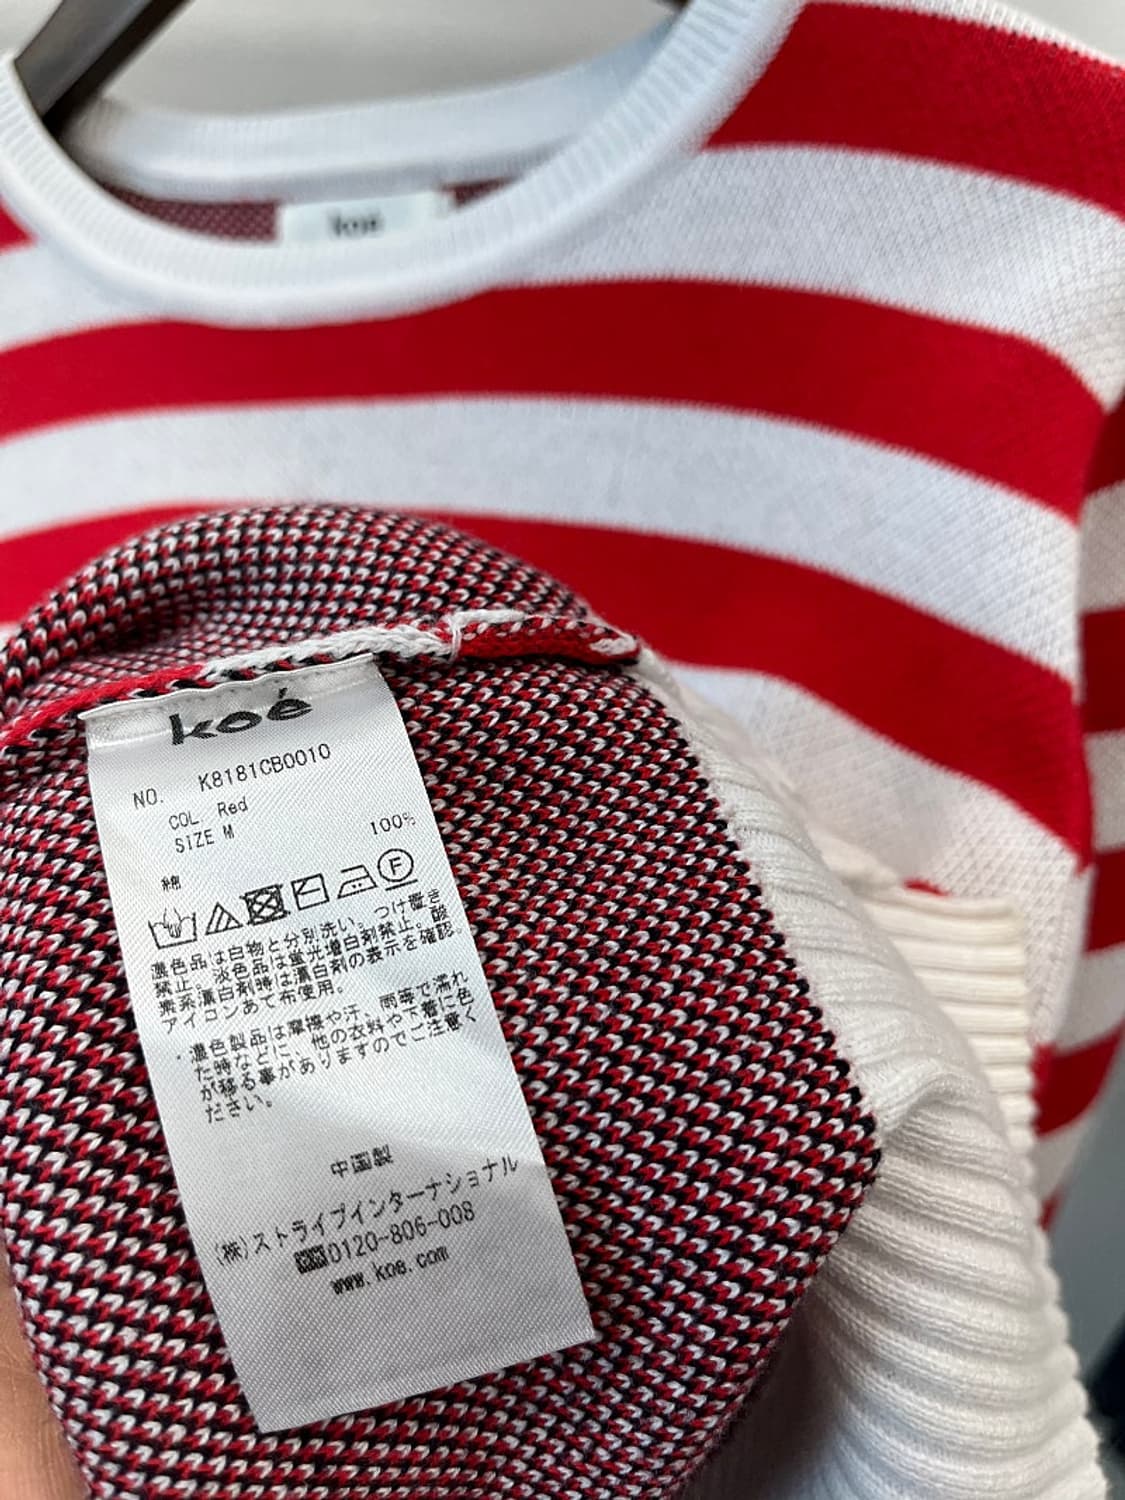 koé
koé
NO. K8181CB0010
COL Red
SIZE M
綿 100%
F
濃色品は白物と分別洗い。つけ置き
禁止。淡色品は蛍光増白剤禁止。酸
素系漂白剤時は漂白剤の表示を確認。
アイコンあて布使用。
・濃色製品は摩擦や汗、雨等で濡れ
た時などに、他の衣料や下着に色
が移る事がありますのでご注意く
ださい。
中国製
(株)ストライプインターナショナル
0120-806-008
www.koe.com